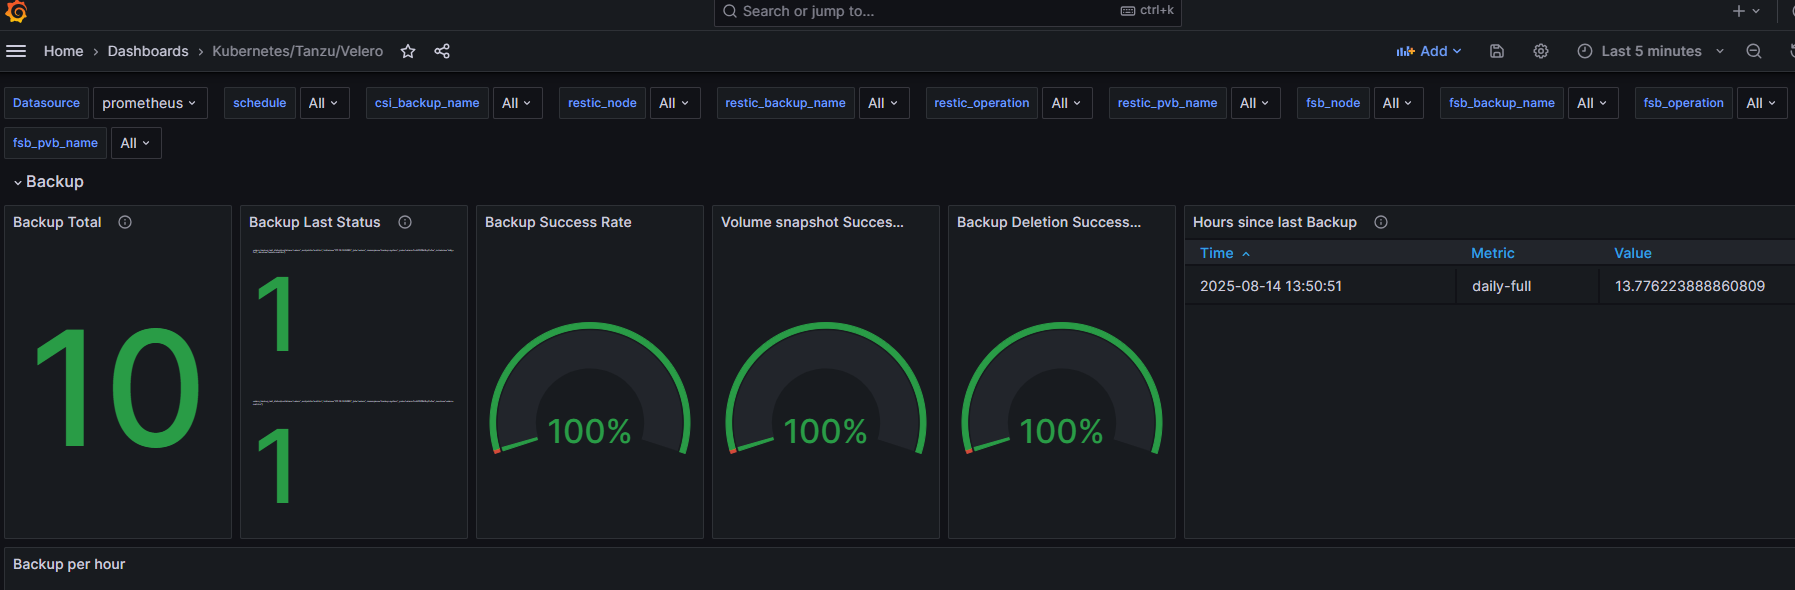 Search or jump to... ctrl+k
Home › Dashboards › Kubernetes/Tanzu/Velero Add Last 5 minutes
Datasource prometheus schedule All csi_backup_name All restic_node All restic_backup_name All restic_operation All restic_pvb_name All fsb_node All fsb_backup_name All fsb_operation All
fsb_pvb_name All
Backup
Backup Total Backup Last Status Backup Success Rate Volume snapshot Succes... Backup Deletion Success... Hours since last Backup
Time Metric Value
2025-08-14 13:50:51 daily-full 13.776223888860809
10
1
1
100% 100% 100%
Backup per hour